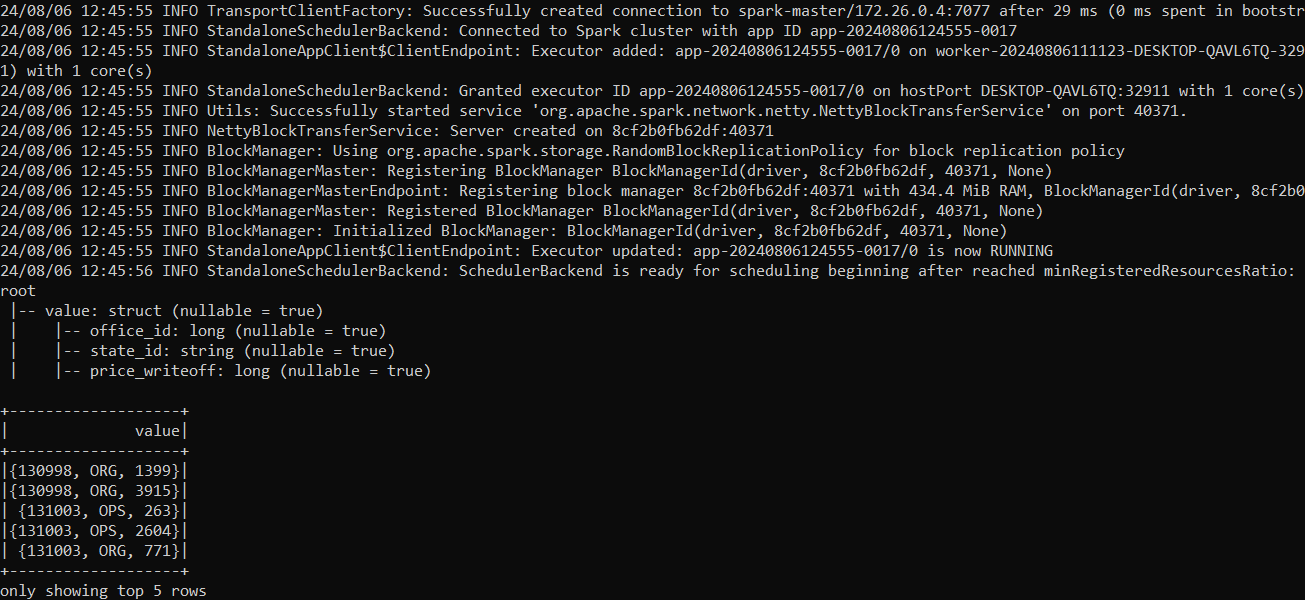 24/08/06 12:45:55 INFO TransportClientFactory: Successfully created connection to spark-master/172.26.0.4:7077 after 29 ms (0 ms spent in bootstr
24/08/06 12:45:55 INFO StandaloneSchedulerBackend: Connected to Spark cluster with app ID app-20240806124555-0017
24/08/06 12:45:55 INFO StandaloneAppClient$ClientEndpoint: Executor added: app-20240806124555-0017/0 on worker-20240806111123-DESKTOP-QAVL6TQ-329
1) with 1 core(s)
24/08/06 12:45:55 INFO StandaloneSchedulerBackend: Granted executor ID app-20240806124555-0017/0 on hostPort DESKTOP-QAVL6TQ:32911 with 1 core(s)
24/08/06 12:45:55 INFO Utils: Successfully started service 'org.apache.spark.network.netty.NettyBlockTransferService' on port 40371.
24/08/06 12:45:55 INFO NettyBlockTransferService: Server created on 8cf2b0fb62df:40371
24/08/06 12:45:55 INFO BlockManager: Using org.apache.spark.storage.RandomBlockReplicationPolicy for block replication policy
24/08/06 12:45:55 INFO BlockManagerMaster: Registering BlockManager BlockManagerId(driver, 8cf2b0fb62df, 40371, None)
24/08/06 12:45:55 INFO BlockManagerMasterEndpoint: Registering block manager 8cf2b0fb62df:40371 with 434.4 MiB RAM, BlockManagerId(driver, 8cf2b0
24/08/06 12:45:55 INFO BlockManagerMaster: Registered BlockManager BlockManagerId(driver, 8cf2b0fb62df, 40371, None)
24/08/06 12:45:55 INFO BlockManager: Initialized BlockManager: BlockManagerId(driver, 8cf2b0fb62df, 40371, None)
24/08/06 12:45:55 INFO StandaloneAppClient$ClientEndpoint: Executor updated: app-20240806124555-0017/0 is now RUNNING
24/08/06 12:45:56 INFO StandaloneSchedulerBackend: SchedulerBackend is ready for scheduling beginning after reached minRegisteredResourcesRatio:
root
 |-- value: struct (nullable = true)
 |    |-- office_id: long (nullable = true)
 |    |-- state_id: string (nullable = true)
 |    |-- price_writeoff: long (nullable = true)
+-------------------+
|              value|
+-------------------+
|{130998, ORG, 1399}|
|{130998, ORG, 3915}|
| {131003, OPS, 263}|
|{131003, OPS, 2604}|
| {131003, ORG, 771}|
+-------------------+
only showing top 5 rows